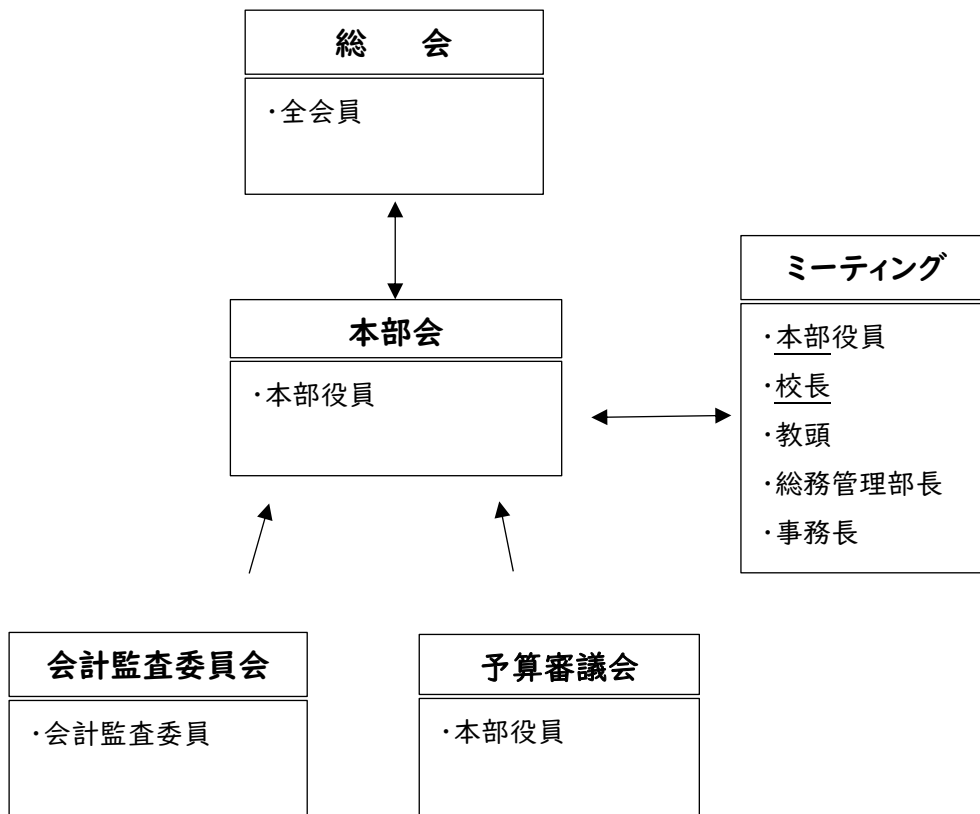 総　　会
・全会員
本部会
・本部役員
ミーティング
・本部役員
・校長
・教頭
・総務管理部長
・事務長
会計監査委員会
・会計監査委員
予算審議会
・本部役員